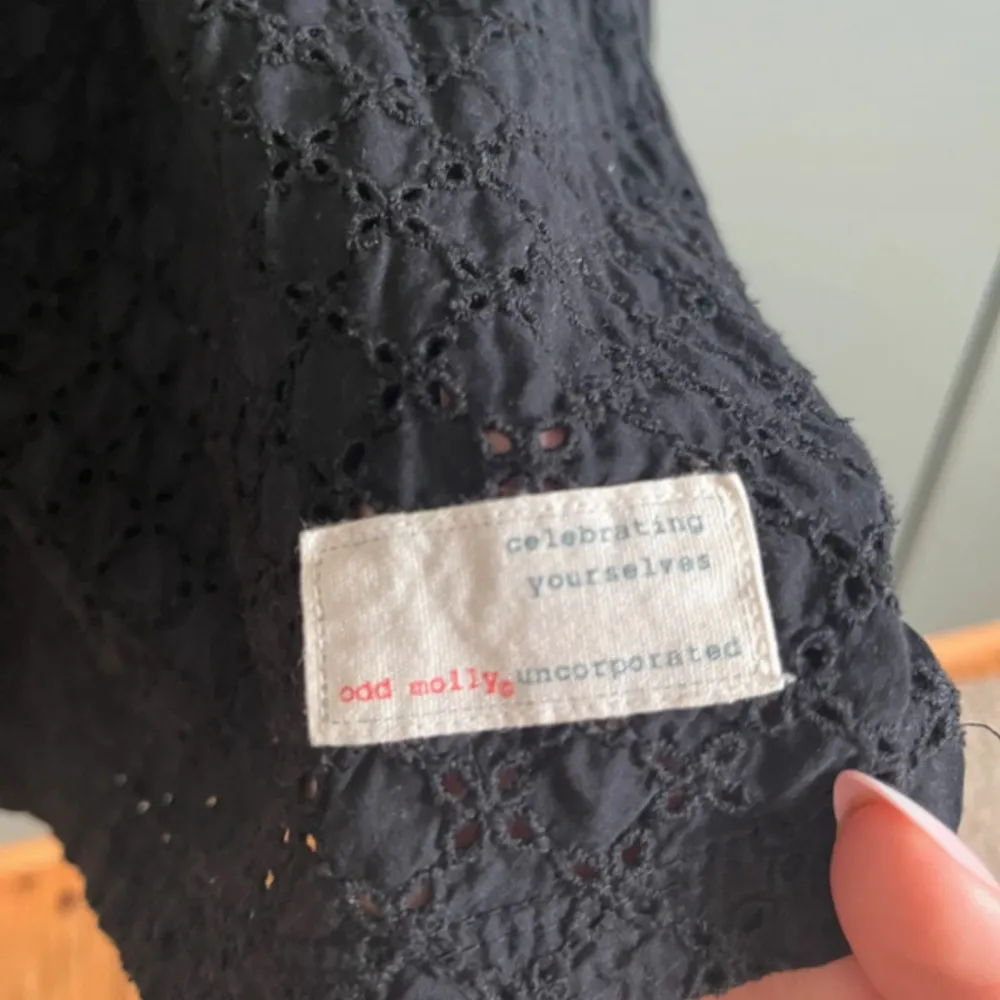 celebrating
yourselves
odd molly© uncorporated